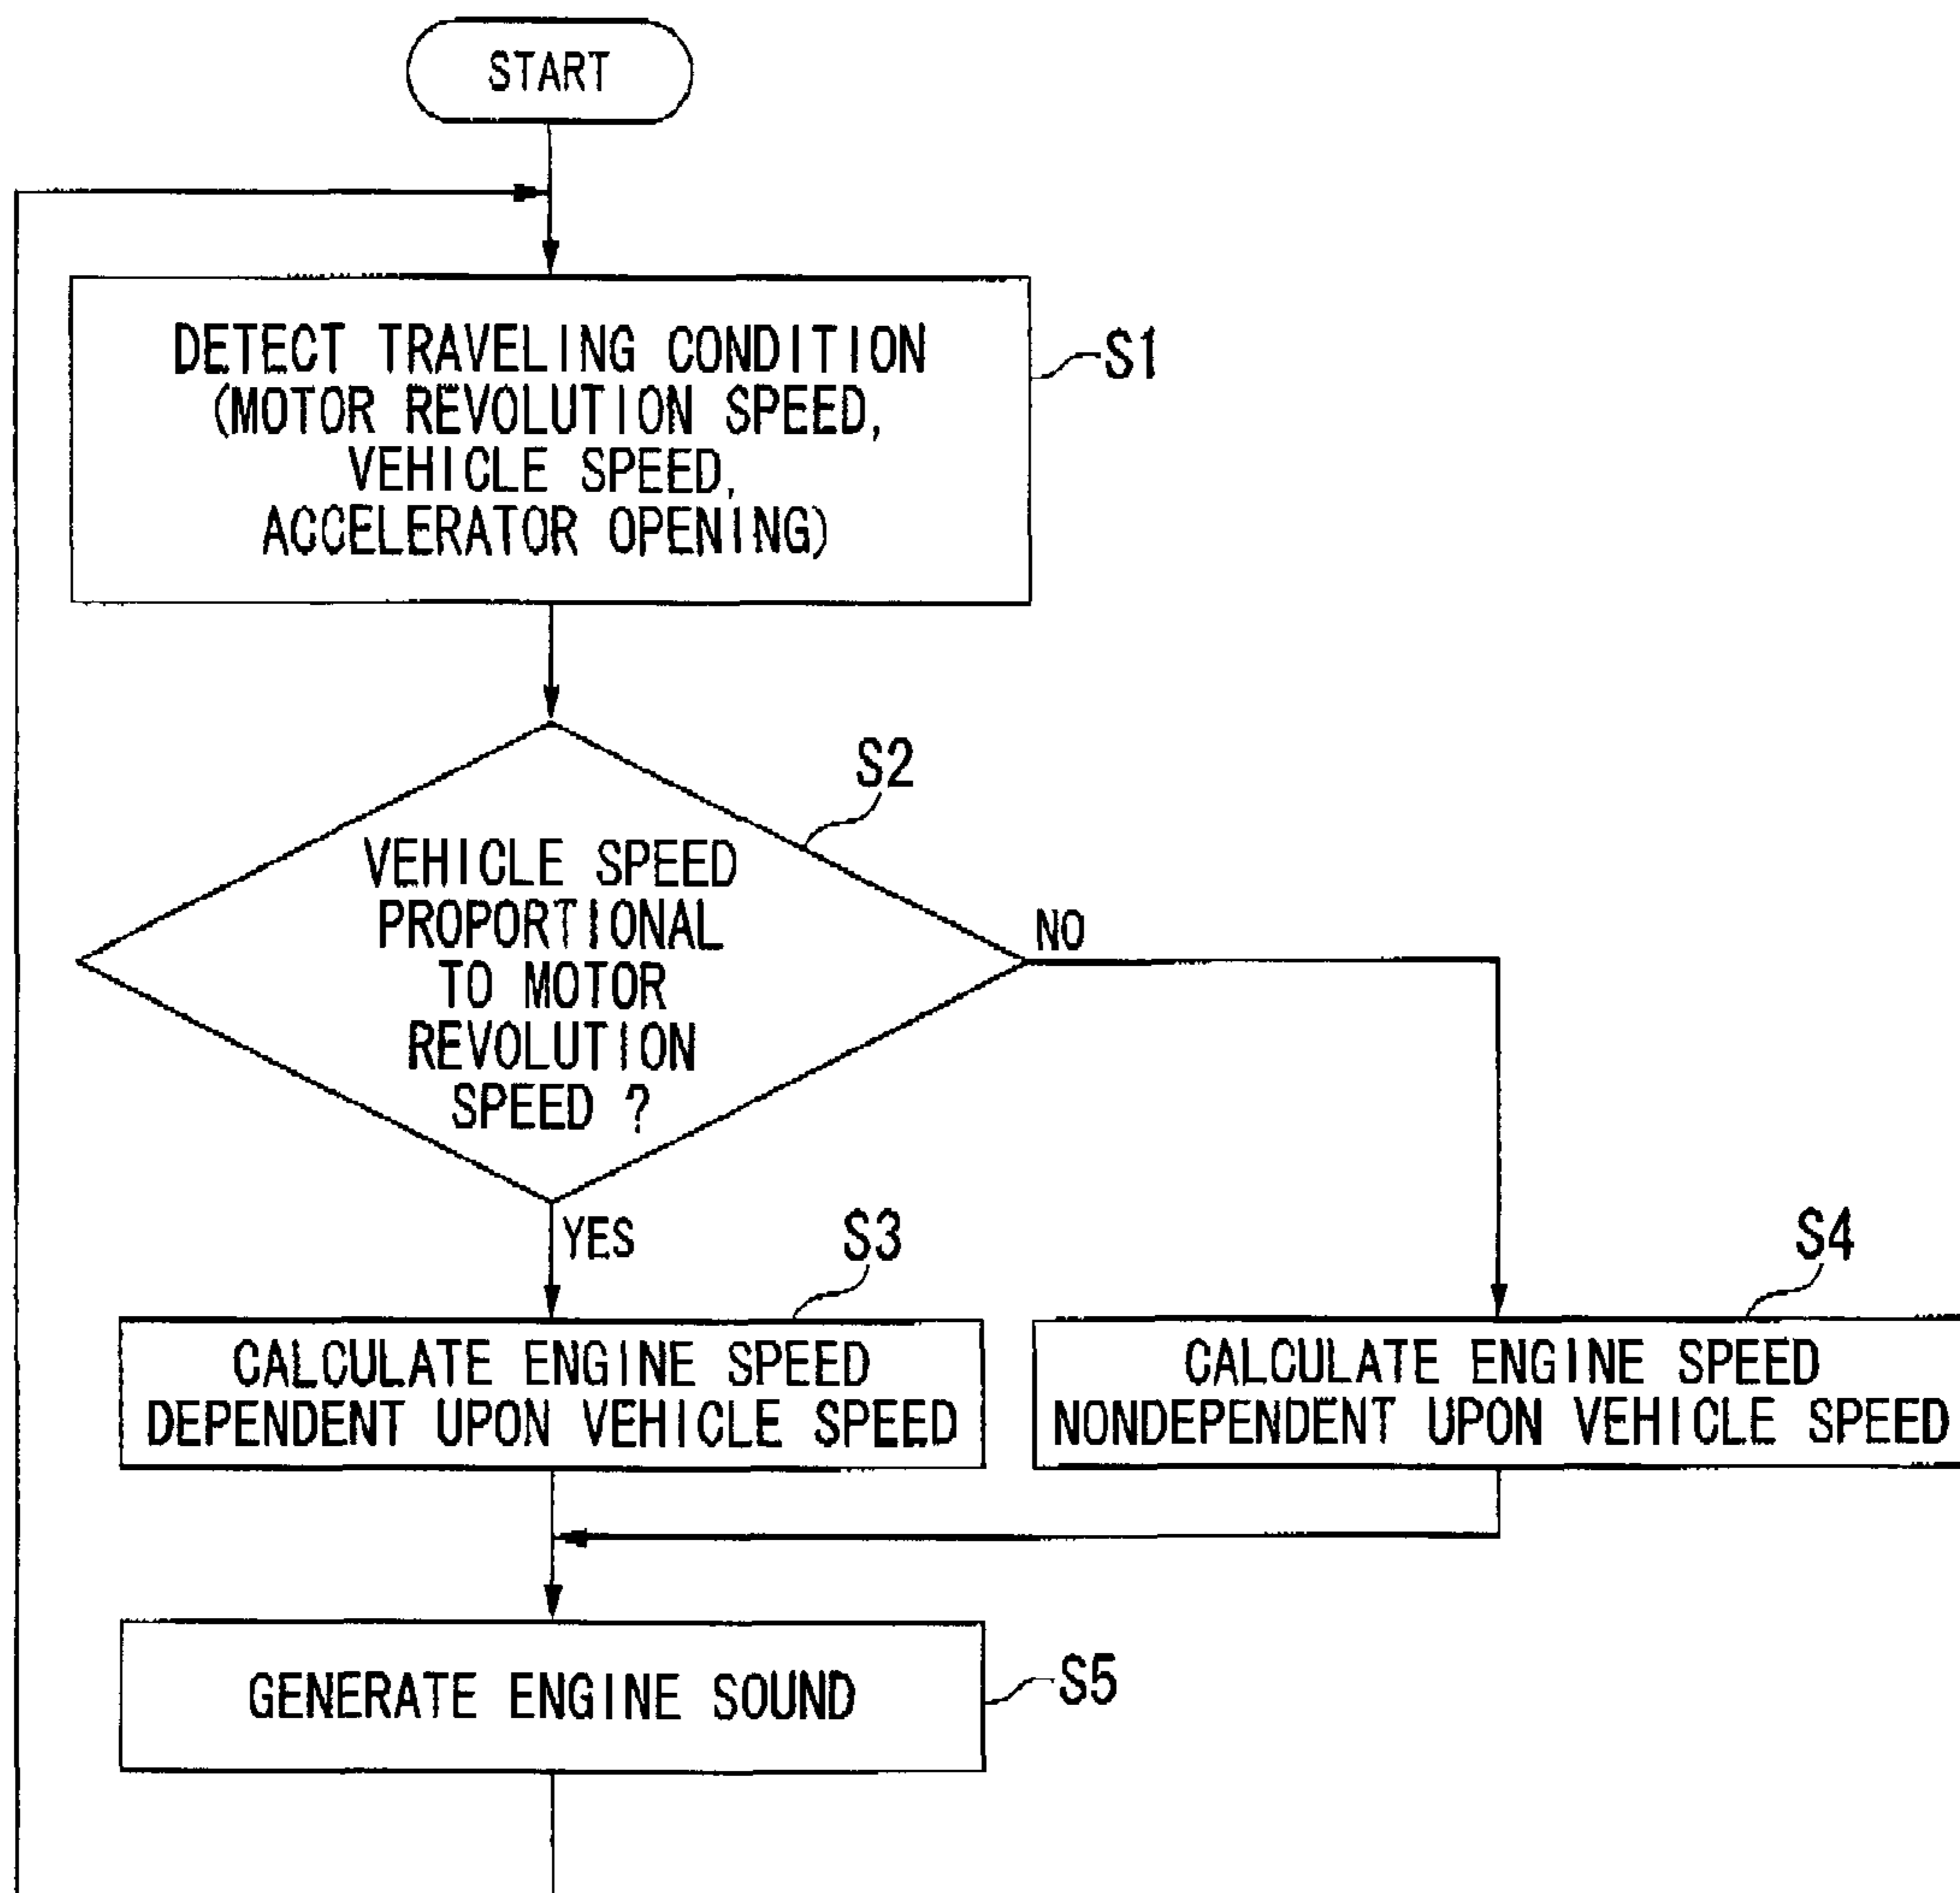 START
DETECT TRAVELING CONDITION
(MOTOR REVOLUTION SPEED,
VEHICLE SPEED,
ACCELERATOR OPENING)
S1
S2
VEHICLE SPEED
PROPORTIONAL
TO MOTOR
REVOLUTION
SPEED ?
NO
YES
S3
CALCULATE ENGINE SPEED
DEPENDENT UPON VEHICLE SPEED
S4
CALCULATE ENGINE SPEED
NONDEPENDENT UPON VEHICLE SPEED
GENERATE ENGINE SOUND
S5